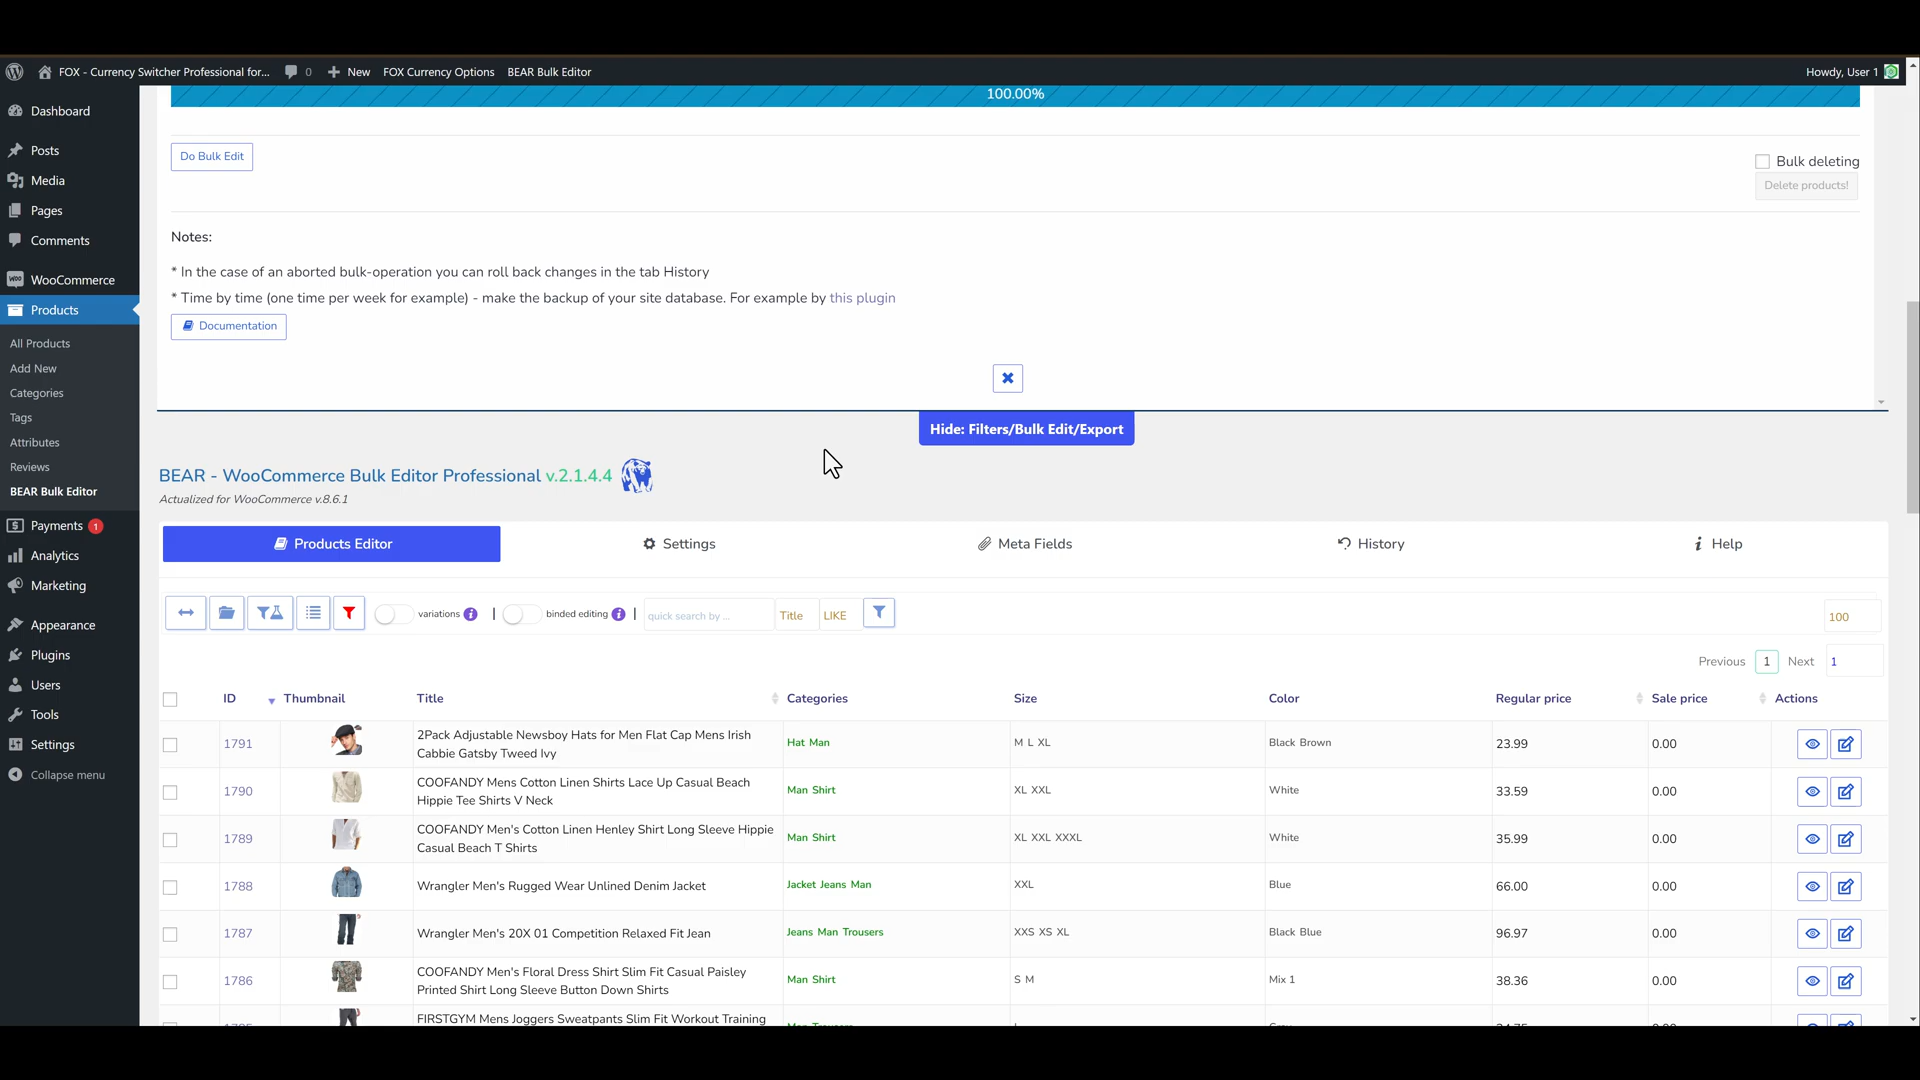 FOX - Currency Switcher Professional for... 0 New FOX Currency Options BEAR Bulk Editor Howdy, User 1
Dashboard
Posts
Media
Pages
Comments
WooCommerce
Products
All Products
Add New
Categories
Tags
Attributes
Reviews
BEAR Bulk Editor
Payments 1
Analytics
Marketing
Appearance
Plugins
Users
Tools
Settings
Collapse menu
100.00%
Do Bulk Edit
Bulk deleting
Delete products!
Notes:
* In the case of an aborted bulk-operation you can roll back changes in the tab History
* Time by time (one time per week for example) - make the backup of your site database. For example by this plugin
Documentation
Hide: Filters/Bulk Edit/Export
BEAR - WooCommerce Bulk Editor Professional v.2.1.4.4
Actualized for WooCommerce v.8.6.1
Products Editor Settings Meta Fields History Help
variations | binded editing | quick search by ... Title LIKE 100
Previous 1 Next 1
ID Thumbnail Title Categories Size Color Regular price Sale price Actions
1791 2Pack Adjustable Newsboy Hats for Men Flat Cap Mens Irish Hat Man M L XL Black Brown 23.99 0.00
Cabbie Gatsby Tweed Ivy
1790 COOFANDY Mens Cotton Linen Shirts Lace Up Casual Beach Man Shirt XL XXL White 33.59 0.00
Hippie Tee Shirts V Neck
1789 COOFANDY Men's Cotton Linen Henley Shirt Long Sleeve Hippie Man Shirt XL XXL XXXL White 35.99 0.00
Casual Beach T Shirts
1788 Wrangler Men's Rugged Wear Unlined Denim Jacket Jacket Jeans Man XXL Blue 66.00 0.00
1787 Wrangler Men's 20X 01 Competition Relaxed Fit Jean Jeans Man Trousers XXS XS XL Black Blue 96.97 0.00
1786 COOFANDY Men's Floral Dress Shirt Slim Fit Casual Paisley Man Shirt S M Mix 1 38.36 0.00
Printed Shirt Long Sleeve Button Down Shirts
FIRSTGYM Mens Joggers Sweatpants Slim Fit Workout Training